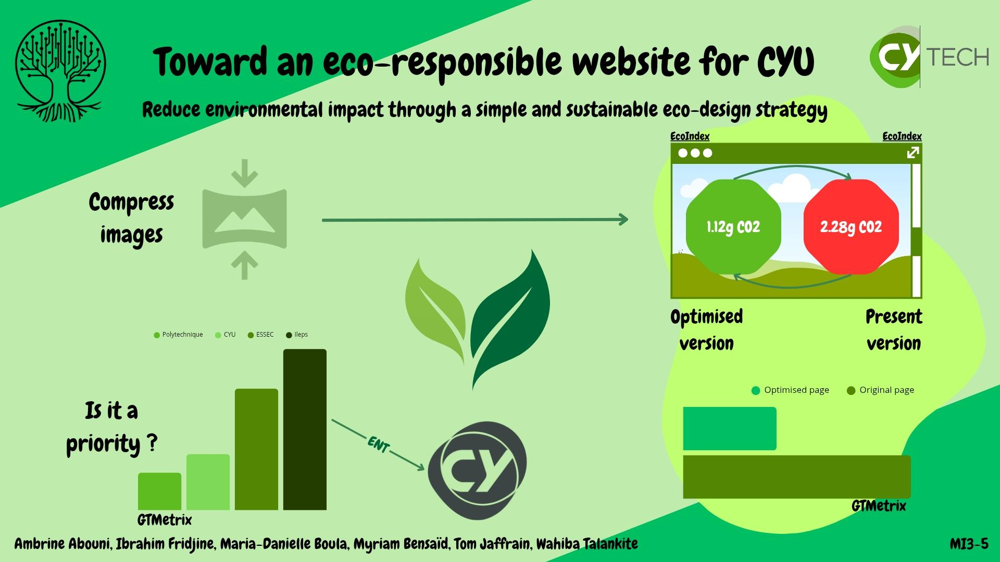 Toward an eco-responsible website for CYU
CY TECH
Reduce environmental impact through a simple and sustainable eco-design strategy
EcoIndex
EcoIndex
Compress
images
1.12g CO2
2.28g CO2
Optimised
version
Present
version
Polytechnique
CYU
ESSEC
Ileps
Is it a
priority ?
ENT
CY
GTMetrix
Optimised page
Original page
GTMetrix
Ambrine Abouni, Ibrahim Fridjine, Maria-Danielle Boula, Myriam Bensaïd, Tom Jaffrain, Wahiba Talankite
MI3-5